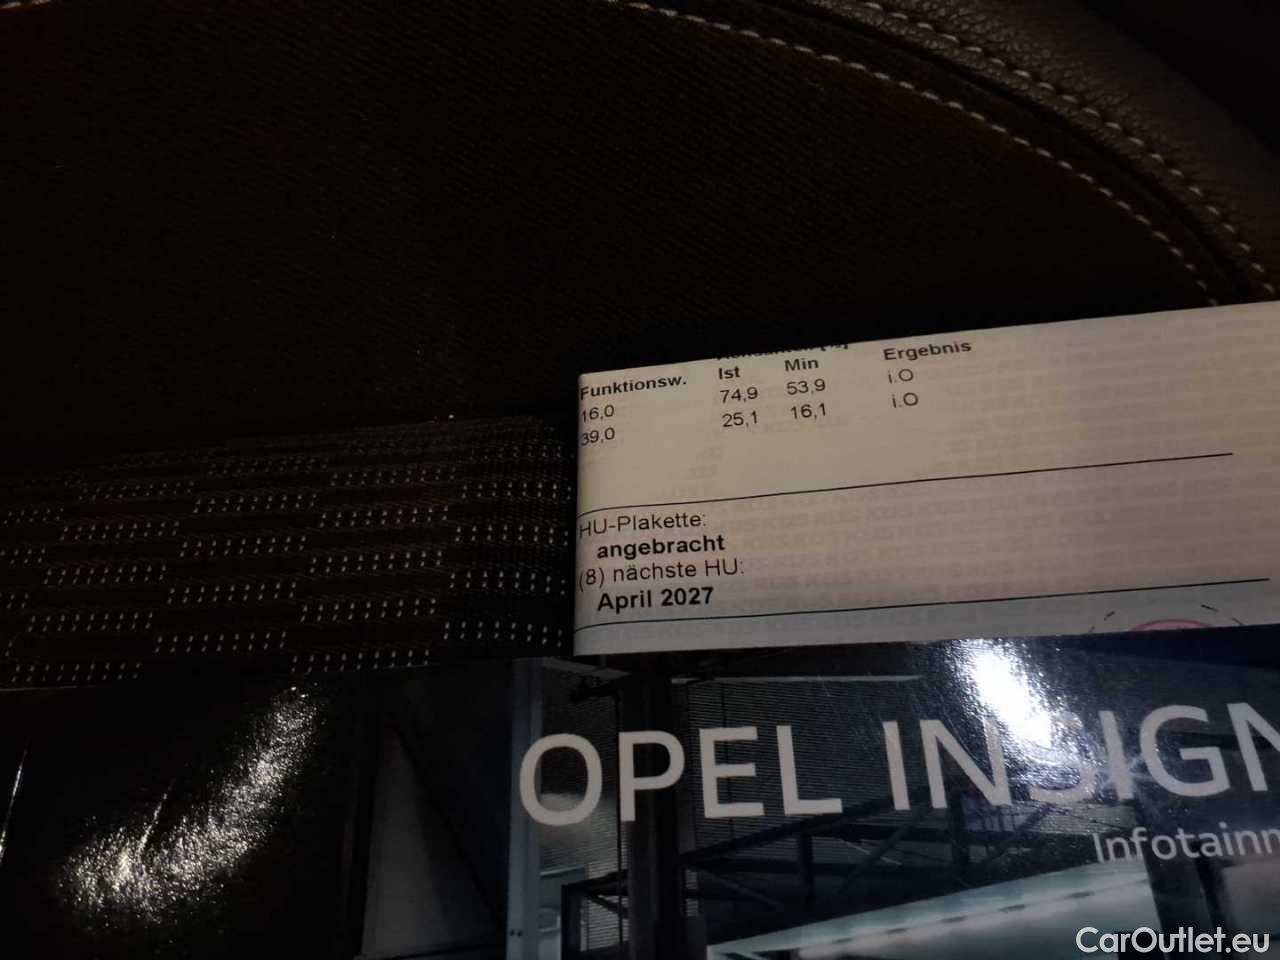 Funktionsw. Ist Min Ergebnis
16,0 74,9 53,9 i.O
39,0 25,1 16,1 i.O
HU-Plakette:
angebracht
(8) nächste HU:
April 2027
OPEL INSIGN
Infotainn
CarOutlet.eu